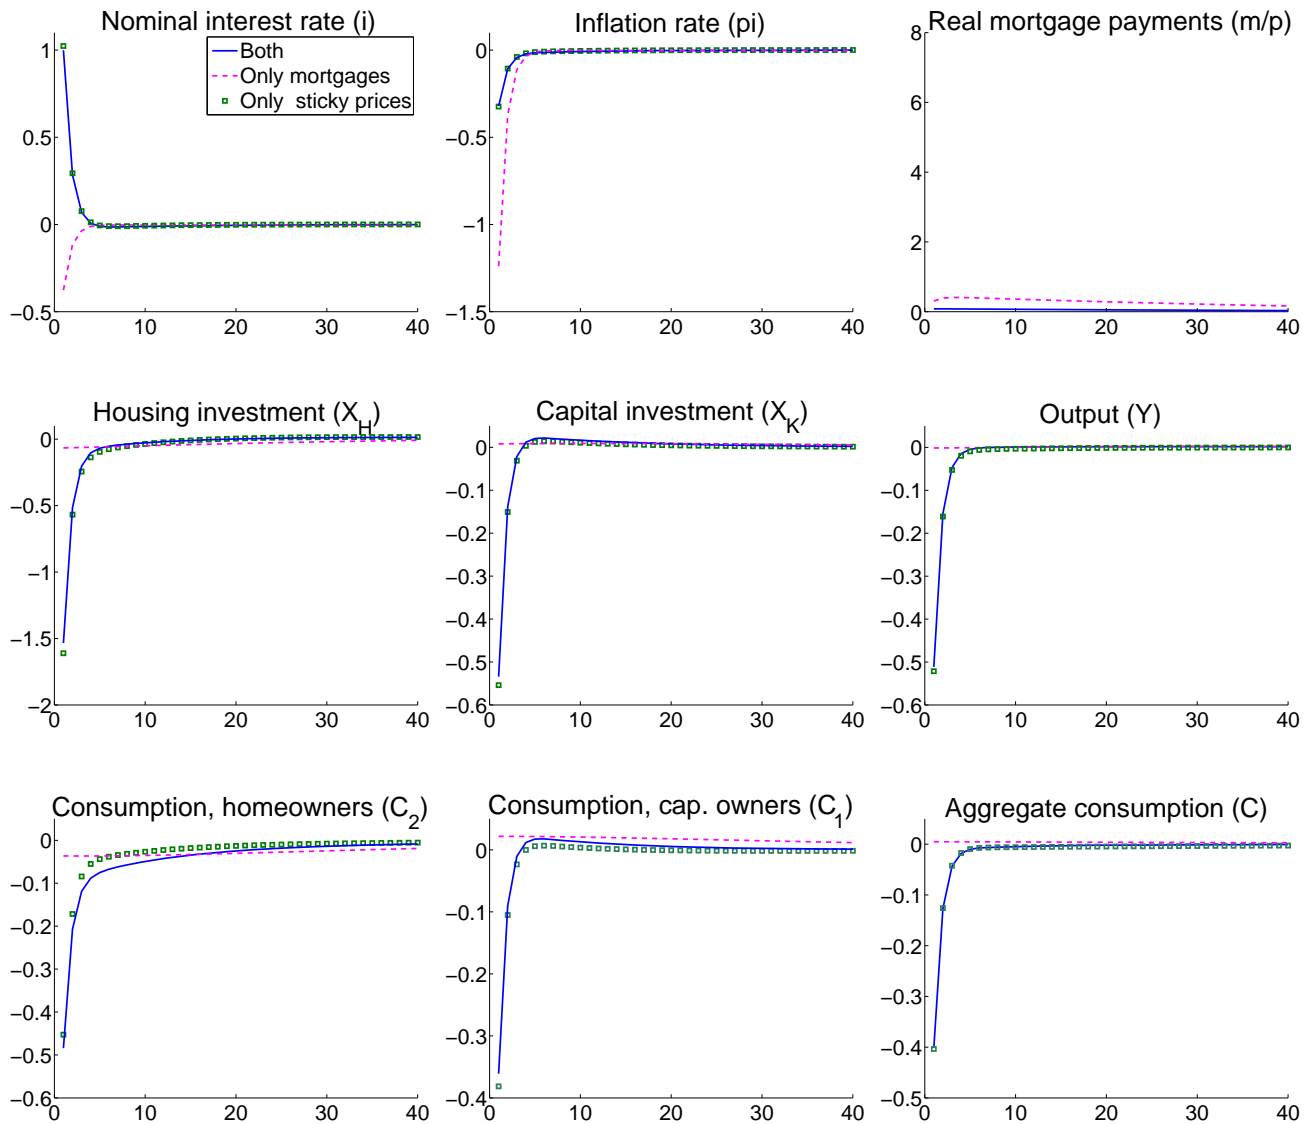 Nominal interest rate (i)
1
0.5
0
−0.5
0 10 20 30 40
Both
Only mortgages
Only sticky prices
Inflation rate (pi)
0
−0.5
−1
−1.5
0 10 20 30 40
Real mortgage payments (m/p)
8
6
4
2
0
0 10 20 30 40
Housing investment (X_H)
0
−0.5
−1
−1.5
−2
0 10 20 30 40
Capital investment (X_K)
0
−0.1
−0.2
−0.3
−0.4
−0.5
−0.6
0 10 20 30 40
Output (Y)
0
−0.1
−0.2
−0.3
−0.4
−0.5
−0.6
0 10 20 30 40
Consumption, homeowners (C_2)
0
−0.1
−0.2
−0.3
−0.4
−0.5
−0.6
0 10 20 30 40
Consumption, cap. owners (C_1)
0
−0.1
−0.2
−0.3
−0.4
0 10 20 30 40
Aggregate consumption (C)
0
−0.1
−0.2
−0.3
−0.4
−0.5
0 10 20 30 40